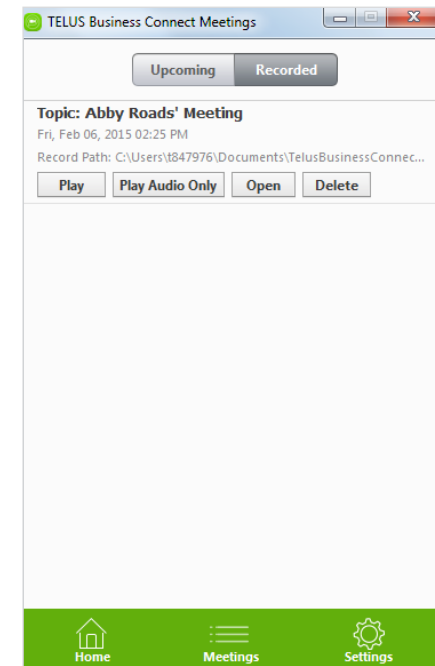 TELUS Business Connect Meetings
Upcoming Recorded
Topic: Abby Roads' Meeting
Fri, Feb 06, 2015 02:25 PM
Record Path: C:\Users\t847976\Documents\TelusBusinessConnec...
Play Play Audio Only Open Delete
Home Meetings Settings